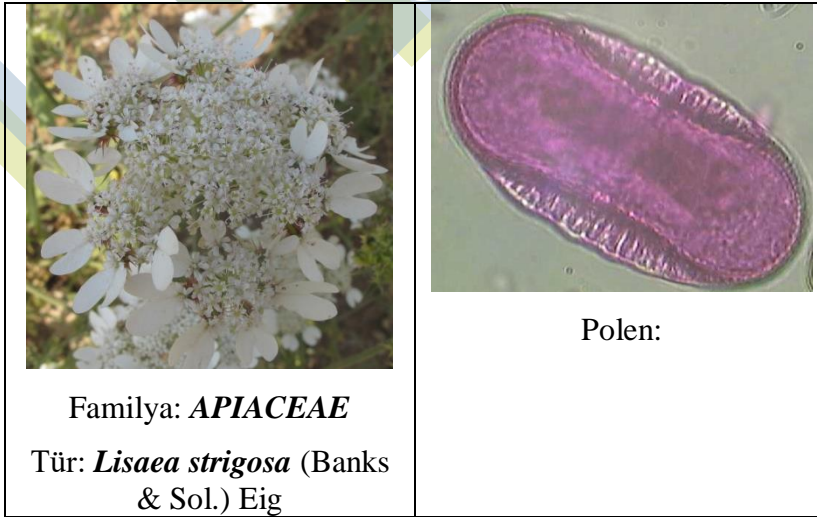 Familya: APIACEAE
Tür: Lisaea strigosa (Banks
& Sol.) Eig
Polen: